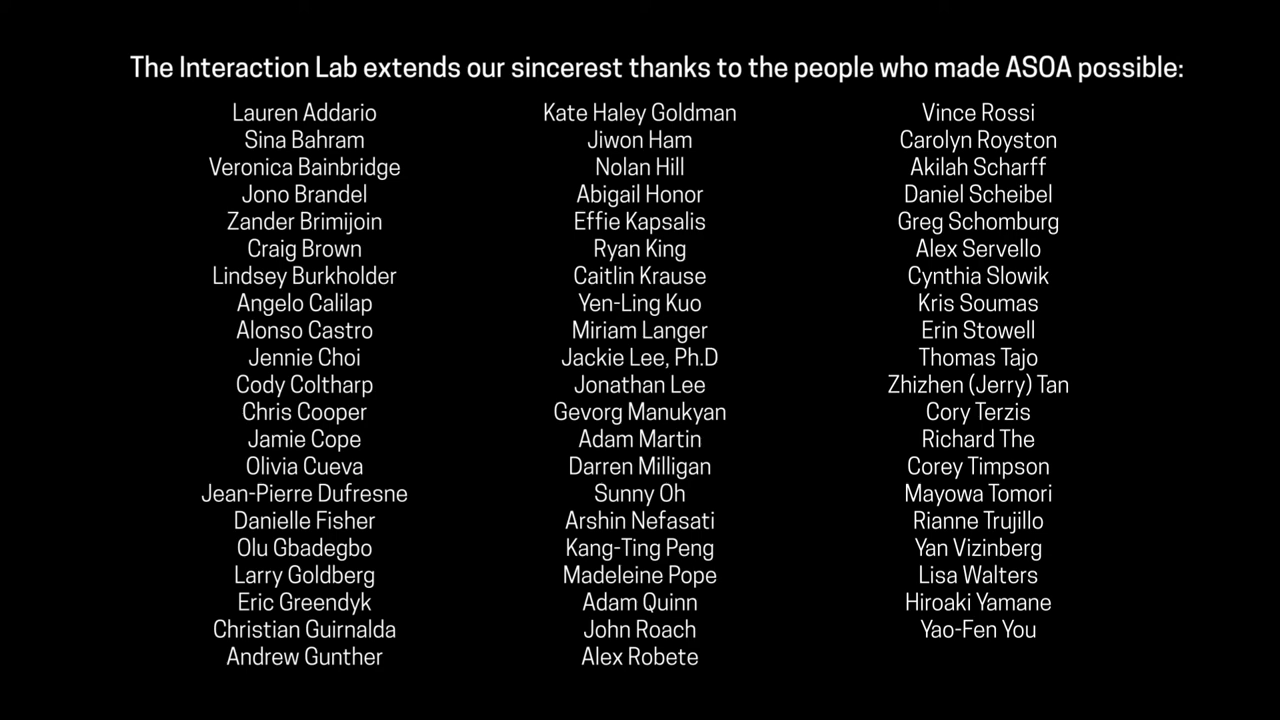 The Interaction Lab extends our sincerest thanks to the people who made ASOA possible:
Lauren Addario
Sina Bahram
Veronica Bainbridge
Jono Brandel
Zander Brimijoin
Craig Brown
Lindsey Burkholder
Angelo Calilap
Alonso Castro
Jennie Choi
Cody Coltharp
Chris Cooper
Jamie Cope
Olivia Cueva
Jean-Pierre Dufresne
Danielle Fisher
Olu Gbadegbo
Larry Goldberg
Eric Greendyk
Christian Guirnalda
Andrew Gunther
Kate Haley Goldman
Jiwon Ham
Nolan Hill
Abigail Honor
Effie Kapsalis
Ryan King
Caitlin Krause
Yen-Ling Kuo
Miriam Langer
Jackie Lee, Ph.D
Jonathan Lee
Gevorg Manukyan
Adam Martin
Darren Milligan
Sunny Oh
Arshin Nefasati
Kang-Ting Peng
Madeleine Pope
Adam Quinn
John Roach
Alex Robete
Vince Rossi
Carolyn Royston
Akilah Scharff
Daniel Scheibel
Greg Schomburg
Alex Servello
Cynthia Slowik
Kris Soumas
Erin Stowell
Thomas Tajo
Zhizhen (Jerry) Tan
Cory Terzis
Richard The
Corey Timpson
Mayowa Tomori
Rianne Trujillo
Yan Vizinberg
Lisa Walters
Hiroaki Yamane
Yao-Fen You